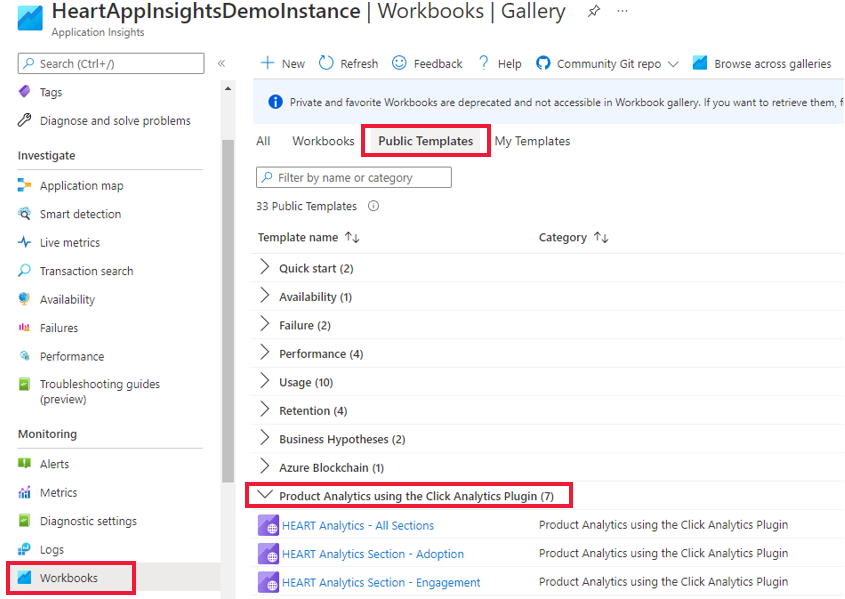 HeartAppInsightsDemoInstance | Workbooks | Gallery
Application Insights
Search (Ctrl+/)
Tags
Diagnose and solve problems
Investigate
Application map
Smart detection
Live metrics
Transaction search
Availability
Failures
Performance
Troubleshooting guides
(preview)
Monitoring
Alerts
Metrics
Diagnostic settings
Logs
Workbooks
New Refresh Feedback Help Community Git repo Browse across galleries
Private and favorite Workbooks are deprecated and not accessible in Workbook gallery. If you want to retrieve them, f
All Workbooks Public Templates My Templates
Filter by name or category
33 Public Templates
Template name Category
Quick start (2)
Availability (1)
Failure (2)
Performance (4)
Usage (10)
Retention (4)
Business Hypotheses (2)
Azure Blockchain (1)
Product Analytics using the Click Analytics Plugin (7)
HEART Analytics - All Sections Product Analytics using the Click Analytics Plugin
HEART Analytics Section - Adoption Product Analytics using the Click Analytics Plugin
HEART Analytics Section - Engagement Product Analytics using the Click Analytics Plugin